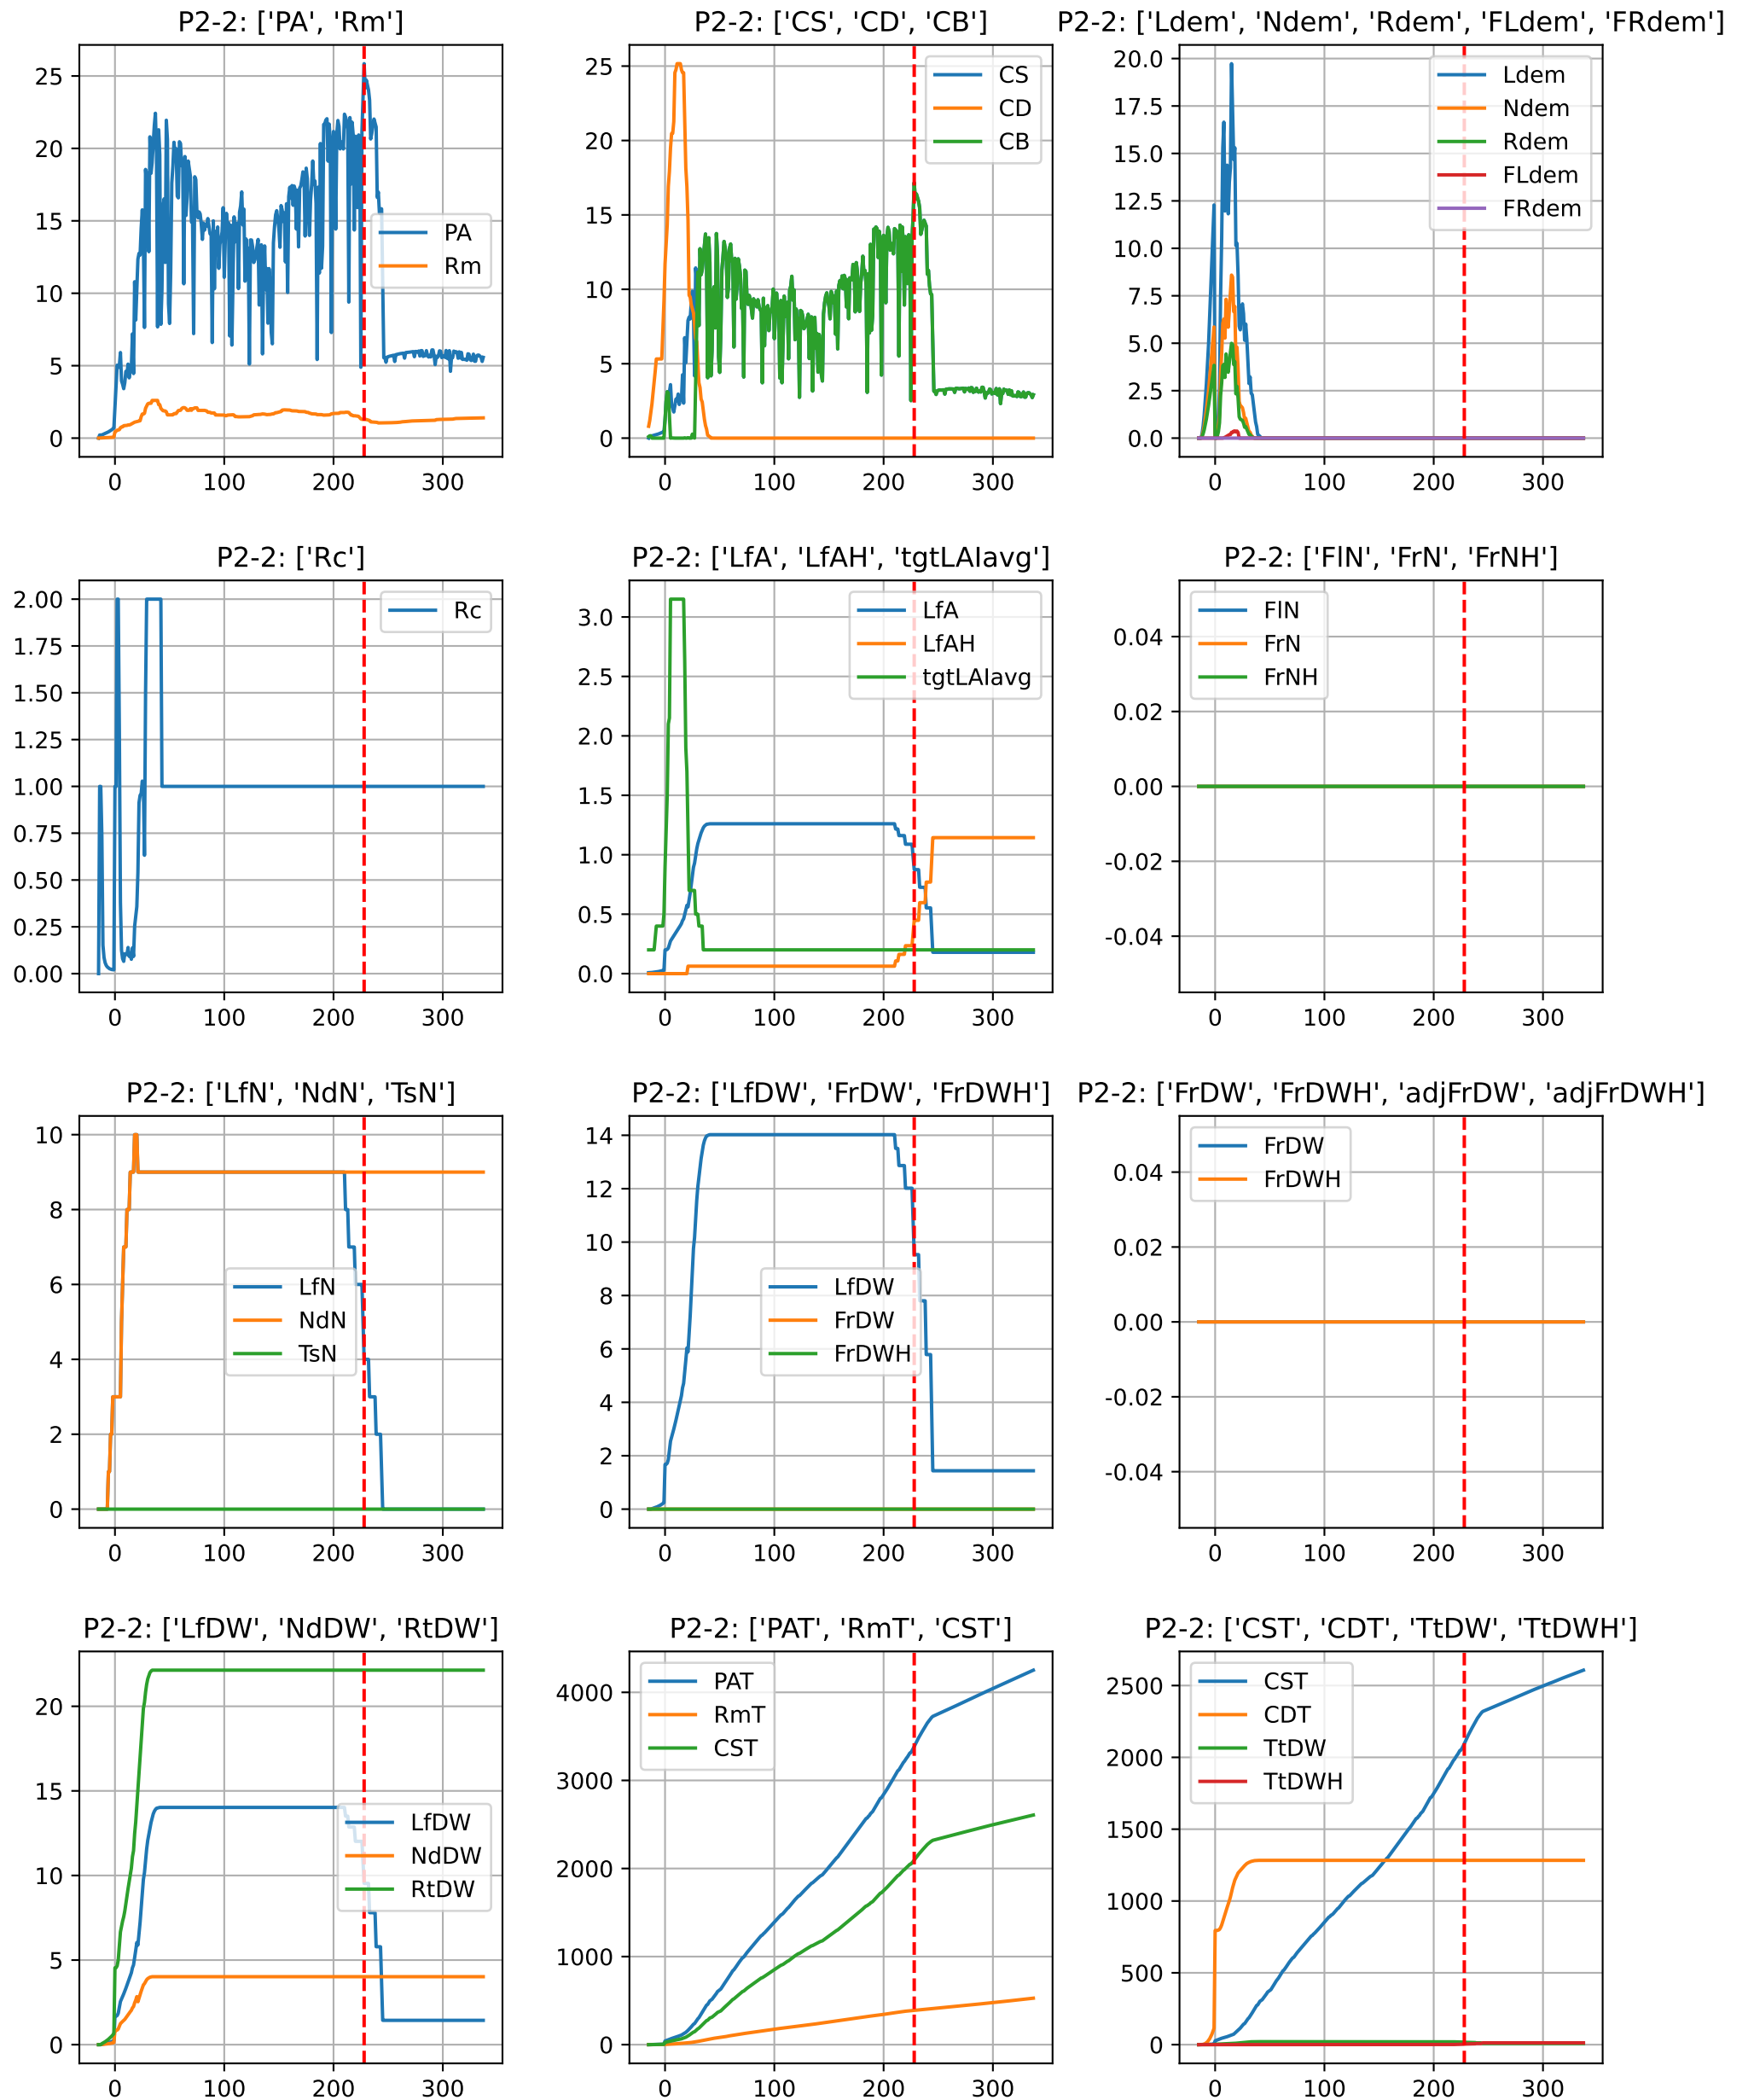 P2-2: ['PA', 'Rm']
25
20
15
10
5
0
0 100 200 300
PA
Rm
P2-2: ['CS', 'CD', 'CB']
25
20
15
10
5
0
0 100 200 300
CS
CD
CB
P2-2: ['Ldem', 'Ndem', 'Rdem', 'FLdem', 'FRdem']
20.0
17.5
15.0
12.5
10.0
7.5
5.0
2.5
0.0
0 100 200 300
Ldem
Ndem
Rdem
FLdem
FRdem
P2-2: ['Rc']
2.00
1.75
1.50
1.25
1.00
0.75
0.50
0.25
0.00
0 100 200 300
Rc
P2-2: ['LfA', 'LfAH', 'tgtLAIavg']
3.0
2.5
2.0
1.5
1.0
0.5
0.0
0 100 200 300
LfA
LfAH
tgtLAIavg
P2-2: ['FlN', 'FrN', 'FrNH']
0.04
0.02
0.00
-0.02
-0.04
0 100 200 300
FlN
FrN
FrNH
P2-2: ['LfN', 'NdN', 'TsN']
10
8
6
4
2
0
0 100 200 300
LfN
NdN
TsN
P2-2: ['LfDW', 'FrDW', 'FrDWH']
14
12
10
8
6
4
2
0
0 100 200 300
LfDW
FrDW
FrDWH
P2-2: ['FrDW', 'FrDWH', 'adjFrDW', 'adjFrDWH']
0.04
0.02
0.00
-0.02
-0.04
0 100 200 300
FrDW
FrDWH
P2-2: ['LfDW', 'NdDW', 'RtDW']
20
15
10
5
0
0 100 200 300
LfDW
NdDW
RtDW
P2-2: ['PAT', 'RmT', 'CST']
4000
3000
2000
1000
0
0 100 200 300
PAT
RmT
CST
P2-2: ['CST', 'CDT', 'TtDW', 'TtDWH']
2500
2000
1500
1000
500
0
0 100 200 300
CST
CDT
TtDW
TtDWH